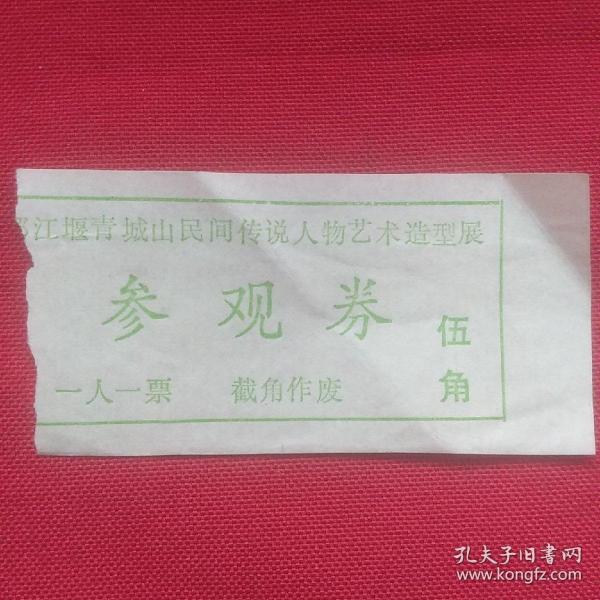 都江堰青城山民间传说人物艺术造型展
参观券
伍角
一人一票 截角作废
孔夫子旧书网
www.kongfz.com